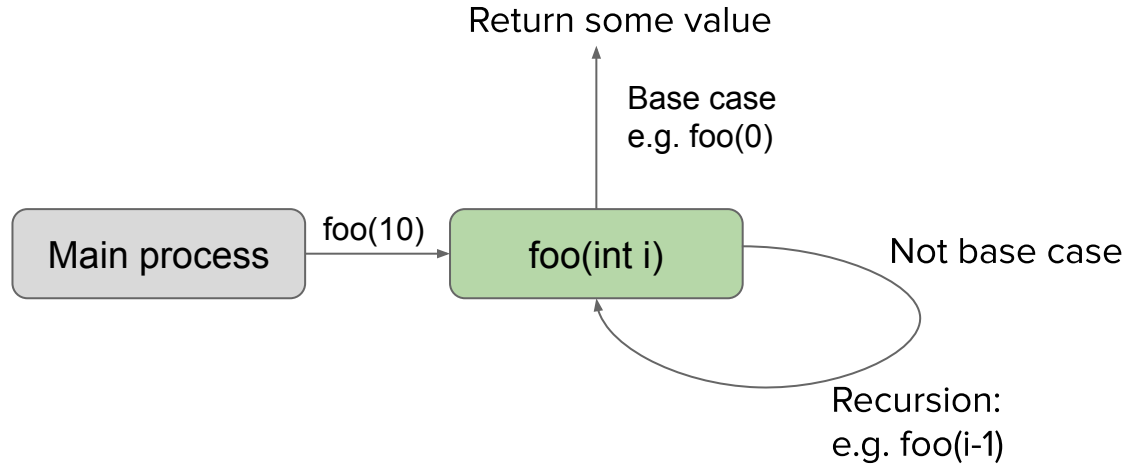 Return some value
Base case
e.g. foo(0)
Main process
foo(10)
foo(int i)
Not base case
Recursion:
e.g. foo(i-1)